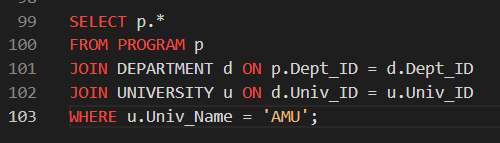 99 SELECT p.*
100 FROM PROGRAM p
101 JOIN DEPARTMENT d ON p.Dept_ID = d.Dept_ID
102 JOIN UNIVERSITY u ON d.Univ_ID = u.Univ_ID
103 WHERE u.Univ_Name = 'AMU';